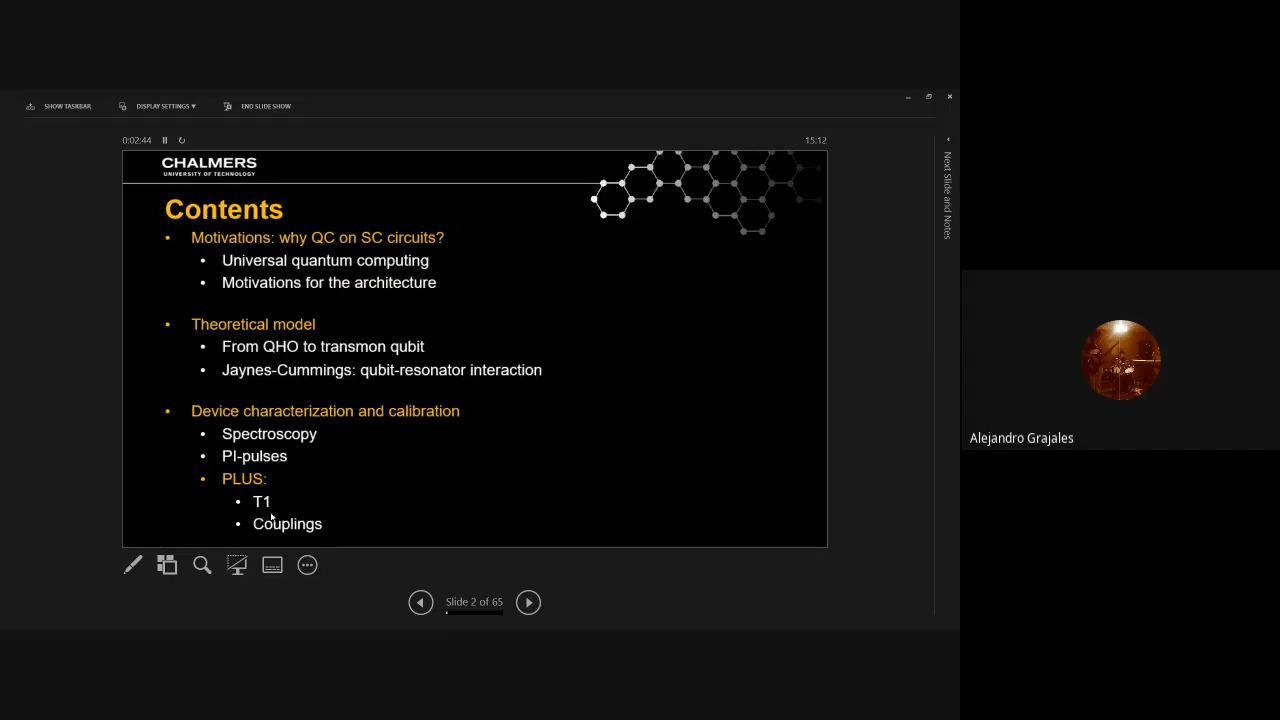 SHOW TASKBAR DISPLAY SETTINGS ▾ END SLIDE SHOW
0:02:44 15:12
CHALMERS
UNIVERSITY OF TECHNOLOGY
Contents
• Motivations: why QC on SC circuits?
• Universal quantum computing
• Motivations for the architecture
• Theoretical model
• From QHO to transmon qubit
• Jaynes-Cummings: qubit-resonator interaction
• Device characterization and calibration
• Spectroscopy
• PI-pulses
• PLUS:
• T1
• Couplings
Slide 2 of 65
Next Slide and Notes
Alejandro Grajales